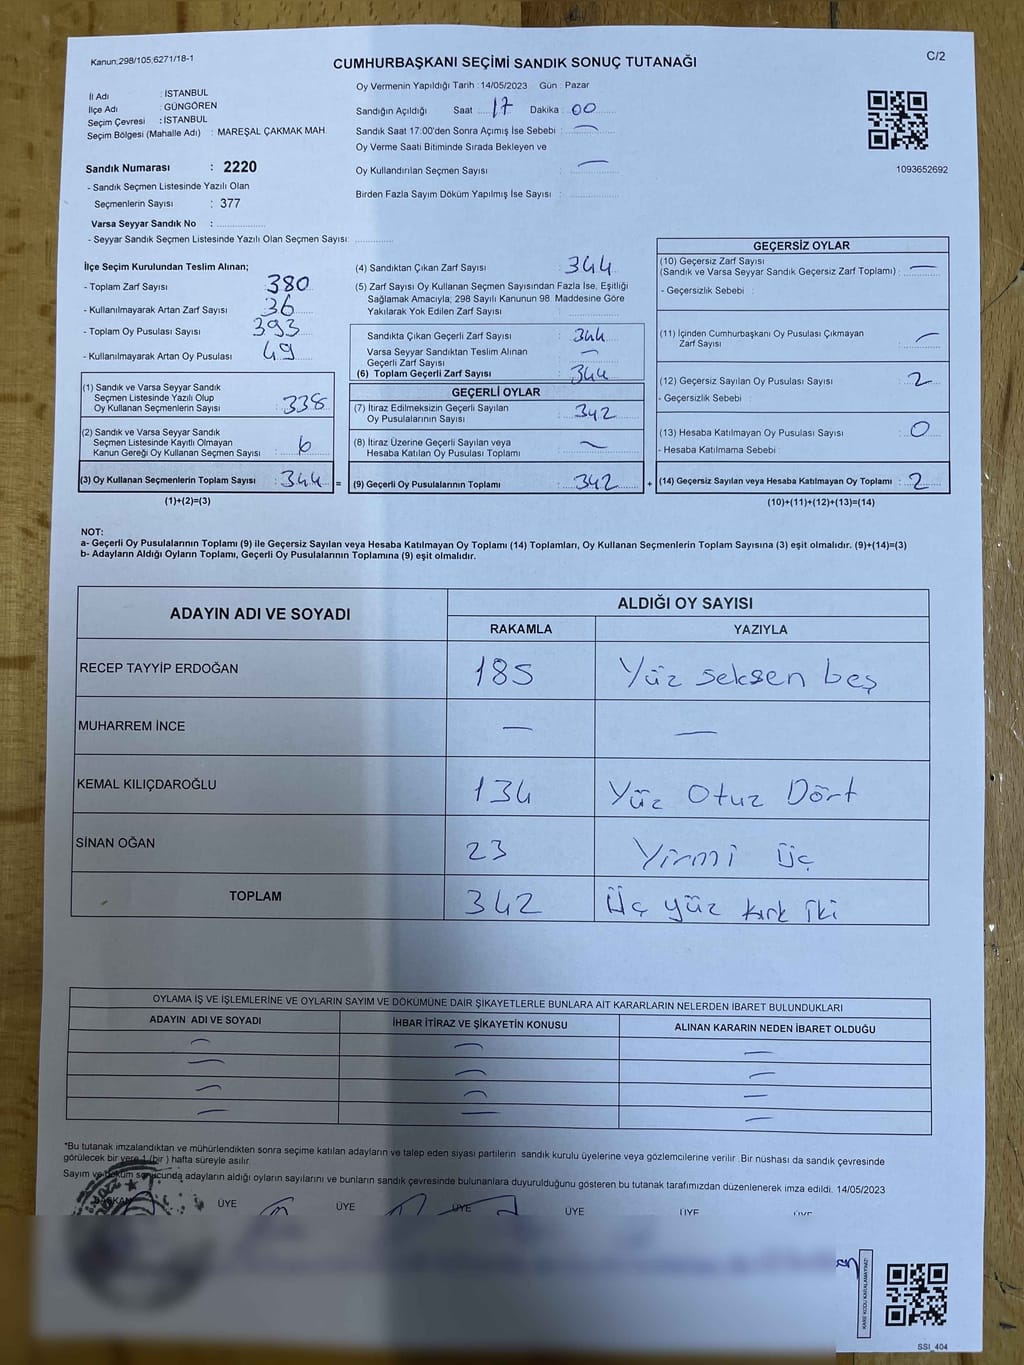 Kanun:298/105;6271/18-1
CUMHURBAŞKANI SEÇİMİ SANDIK SONUÇ TUTANAĞI
C/2
İl Adı : İSTANBUL
İlçe Adı : GÜNGÖREN
Seçim Çevresi : İSTANBUL
Seçim Bölgesi (Mahalle Adı) : MAREŞAL ÇAKMAK MAH.
Sandık Numarası : 2220
- Sandık Seçmen Listesinde Yazılı Olan
Seçmenlerin Sayısı : 377
Varsa Seyyar Sandık No :
- Seyyar Sandık Seçmen Listesinde Yazılı Olan Seçmen Sayısı:
Oy Vermenin Yapıldığı Tarih :14/05/2023 Gün : Pazar
Sandığın Açıldığı Saat : 17 Dakika : 00
Sandık Saat 17:00'den Sonra Açımış İse Sebebi : —
Oy Verme Saati Bitiminde Sırada Bekleyen ve
Oy Kullandırılan Seçmen Sayısı : —
Birden Fazla Sayım Döküm Yapılmış İse Sayısı :
1093652692
İlçe Seçim Kurulundan Teslim Alınan;
- Toplam Zarf Sayısı : 380
- Kullanılmayarak Artan Zarf Sayısı : 36
- Toplam Oy Pusulası Sayısı : 393
- Kullanılmayarak Artan Oy Pusulası : 49
(1) Sandık ve Varsa Seyyar Sandık
Seçmen Listesinde Yazılı Olup
Oy Kullanan Seçmenlerin Sayısı : 338
(2) Sandık ve Varsa Seyyar Sandık
Seçmen Listesinde Kayıtlı Olmayan
Kanun Gereği Oy Kullanan Seçmen Sayısı : 6
(3) Oy Kullanan Seçmenlerin Toplam Sayısı : 344 =
(1)+(2)=(3)
(4) Sandıktan Çıkan Zarf Sayısı : 344
(5) Zarf Sayısı Oy Kullanan Seçmen Sayısından Fazla İse, Eşitliği
Sağlamak Amacıyla; 298 Sayılı Kanunun 98. Maddesine Göre
Yakılarak Yok Edilen Zarf Sayısı :
Sandıkta Çıkan Geçerli Zarf Sayısı : 344
Varsa Seyyar Sandıktan Teslim Alınan
Geçerli Zarf Sayısı : —
(6) Toplam Geçerli Zarf Sayısı : 344
GEÇERLİ OYLAR
(7) İtiraz Edilmeksizin Geçerli Sayılan
Oy Pusulalarının Sayısı : 342
(8) İtiraz Üzerine Geçerli Sayılan veya
Hesaba Katılan Oy Pusulası Toplamı : —
(9) Geçerli Oy Pusulalarının Toplamı : 342 +
GEÇERSİZ OYLAR
(10) Geçersiz Zarf Sayısı
(Sandık ve Varsa Seyyar Sandık Geçersiz Zarf Toplamı) : —
- Geçersizlik Sebebi :
(11) İçinden Cumhurbaşkanı Oy Pusulası Çıkmayan
Zarf Sayısı : —
(12) Geçersiz Sayılan Oy Pusulası Sayısı : 2
- Geçersizlik Sebebi :
(13) Hesaba Katılmayan Oy Pusulası Sayısı : 0
- Hesaba Katılmama Sebebi :
(14) Geçersiz Sayılan veya Hesaba Katılmayan Oy Toplamı : 2
(10)+(11)+(12)+(13)=(14)
NOT:
a- Geçerli Oy Pusulalarının Toplamı (9) ile Geçersiz Sayılan veya Hesaba Katılmayan Oy Toplamı (14) Toplamları, Oy Kullanan Seçmenlerin Toplam Sayısına (3) eşit olmalıdır. (9)+(14)=(3)
b- Adayların Aldığı Oyların Toplamı, Geçerli Oy Pusulalarının Toplamına (9) eşit olmalıdır.
ADAYIN ADI VE SOYADI
ALDIĞI OY SAYISI
RAKAMLA YAZIYLA
RECEP TAYYİP ERDOĞAN 185 Yüz seksen beş
MUHARREM İNCE — —
KEMAL KILIÇDAROĞLU 134 Yüz Otuz Dört
SİNAN OĞAN 23 Yirmi Üç
TOPLAM 342 Üç yüz kırk iki
OYLAMA İŞ VE İŞLEMLERİNE VE OYLARIN SAYIM VE DÖKÜMÜNE DAİR ŞİKAYETLERLE BUNLARA AİT KARARLARIN NELERDEN İBARET BULUNDUKLARI
ADAYIN ADI VE SOYADI İHBAR İTİRAZ VE ŞİKAYETİN KONUSU ALINAN KARARIN NEDEN İBARET OLDUĞU
— — —
— — —
— — —
— — —
*Bu tutanak imzalandıktan ve mühürlendikten sonra seçime katılan adayların ve talep eden siyasi partilerin sandık kurulu üyelerine veya gözlemcilerine verilir. Bir nüshası da sandık çevresinde
görülecek bir yere 1 (bir ) hafta süreyle asılır.
Sayım ve döküm sonucunda adayların aldığı oyların sayılarını ve bunların sandık çevresinde bulunanlara duyurulduğunu gösteren bu tutanak tarafımızdan düzenlenerek imza edildi. 14/05/2023
BAŞKAN ÜYE ÜYE ÜYE ÜYE ÜYE ÜYE
KARE KODU KARALAMAYINIZ!
SSI_404